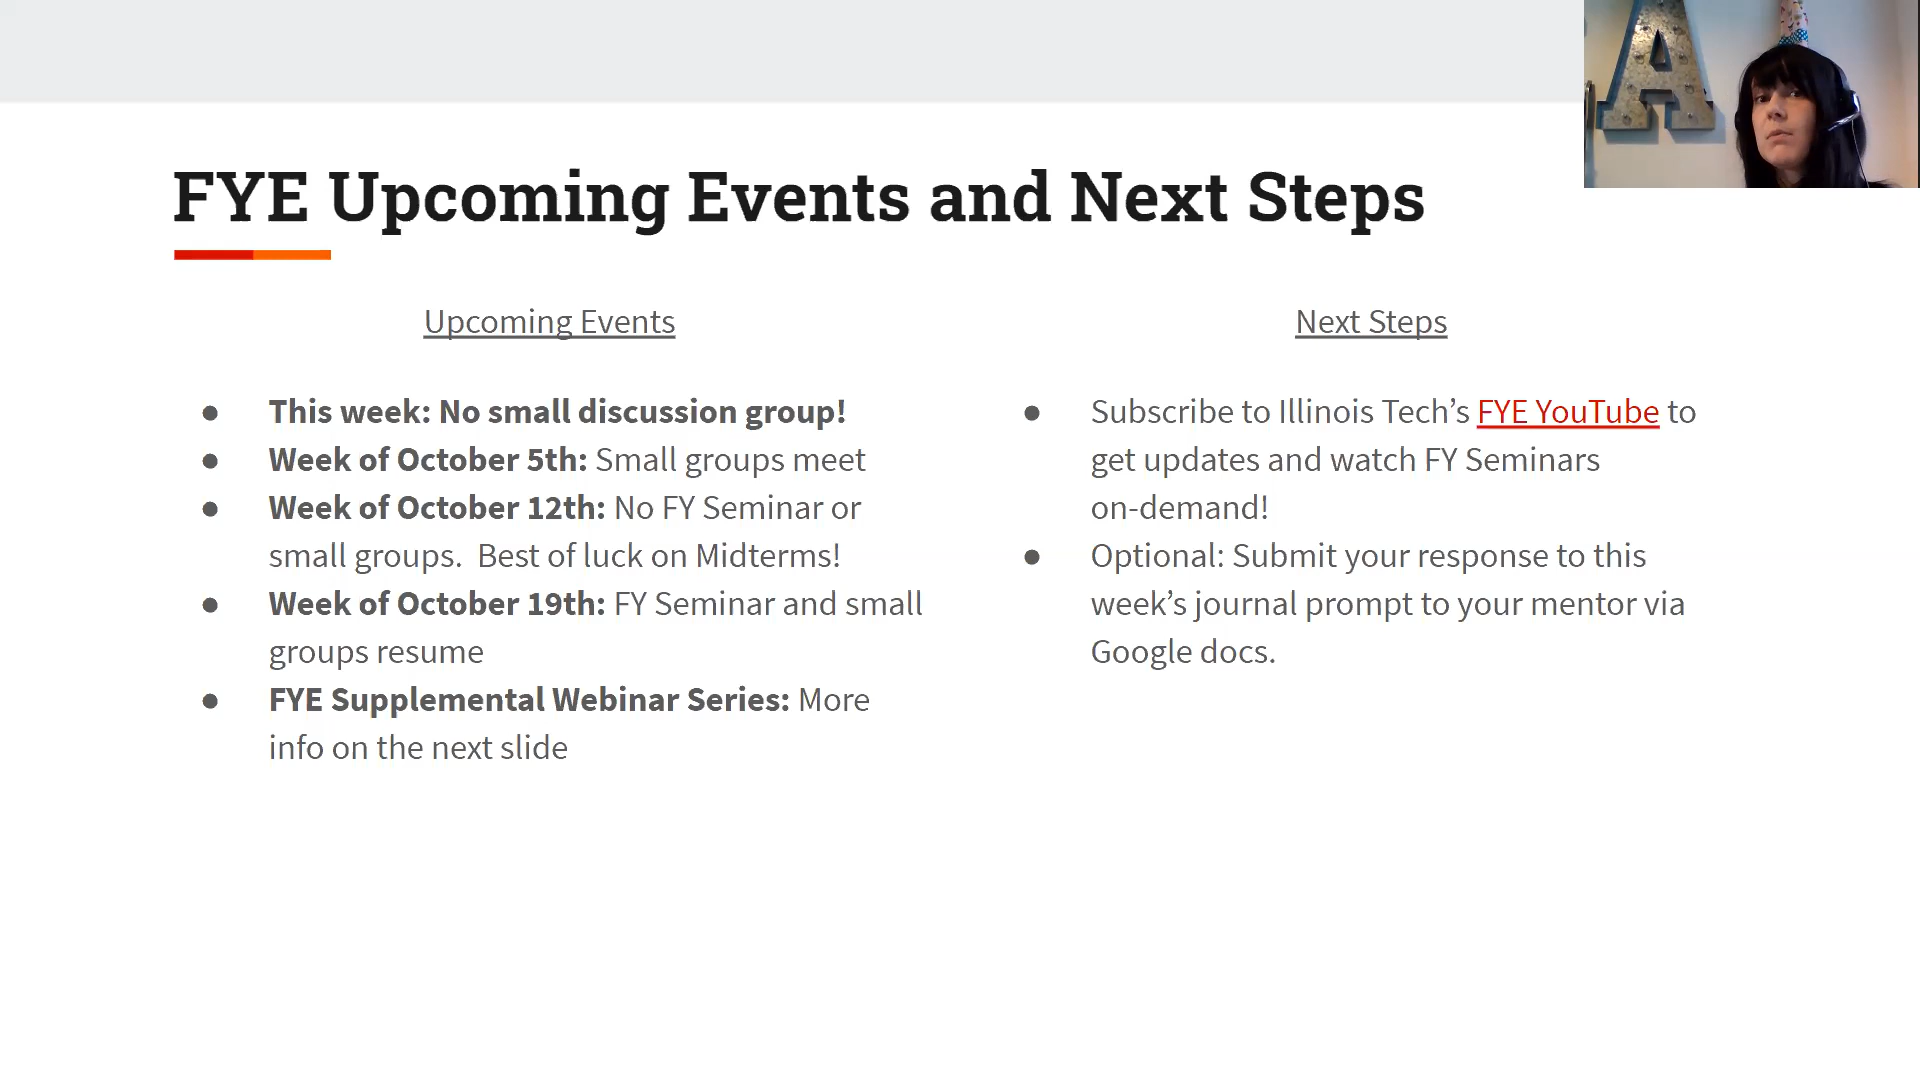 A
FYE Upcoming Events and Next Steps
Upcoming Events
● This week: No small discussion group!
● Week of October 5th: Small groups meet
● Week of October 12th: No FY Seminar or
small groups.  Best of luck on Midterms!
● Week of October 19th: FY Seminar and small
groups resume
● FYE Supplemental Webinar Series: More
info on the next slide
Next Steps
● Subscribe to Illinois Tech’s FYE YouTube to
get updates and watch FY Seminars
on-demand!
● Optional: Submit your response to this
week’s journal prompt to your mentor via
Google docs.